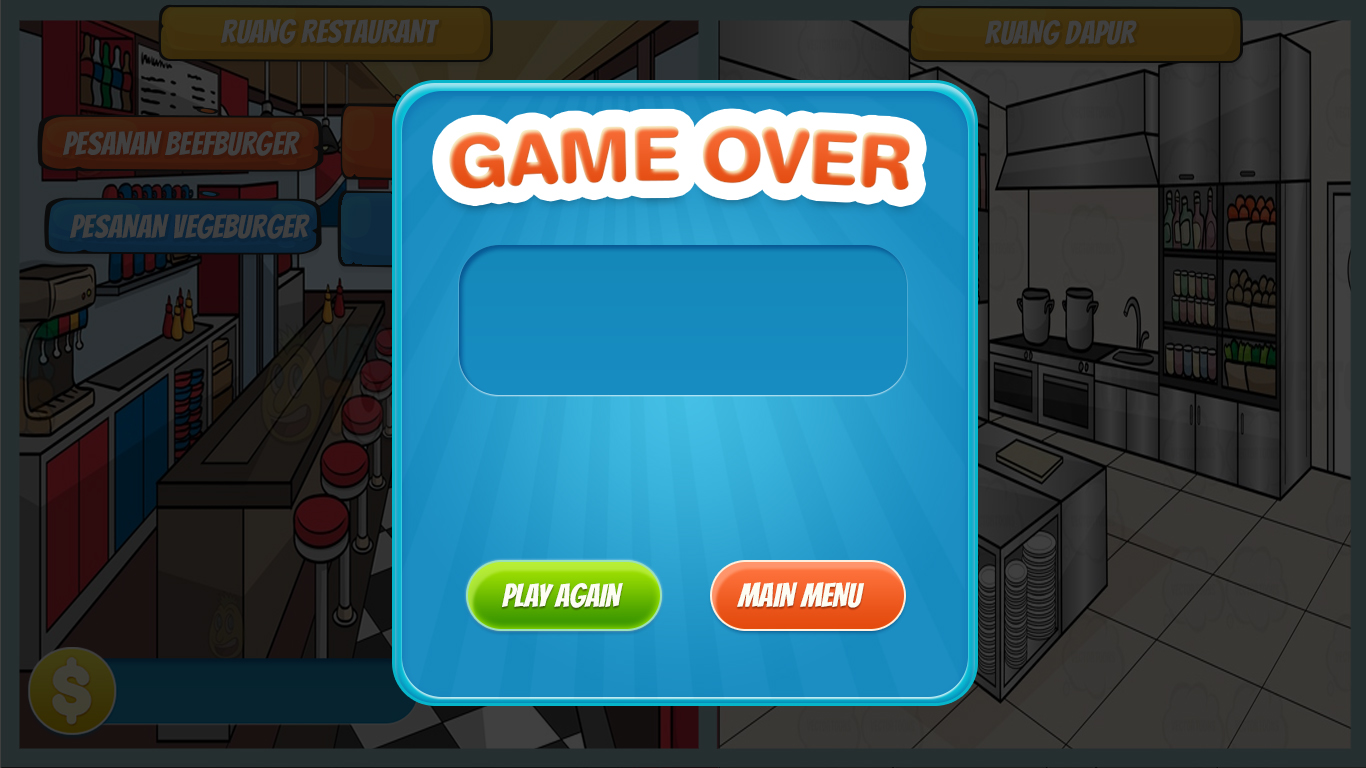 RUANG RESTAURANT
RUANG DAPUR
PESANAN BEEFBURGER
PESANAN VEGEBURGER
GAME OVER
PLAY AGAIN
MAIN MENU
$